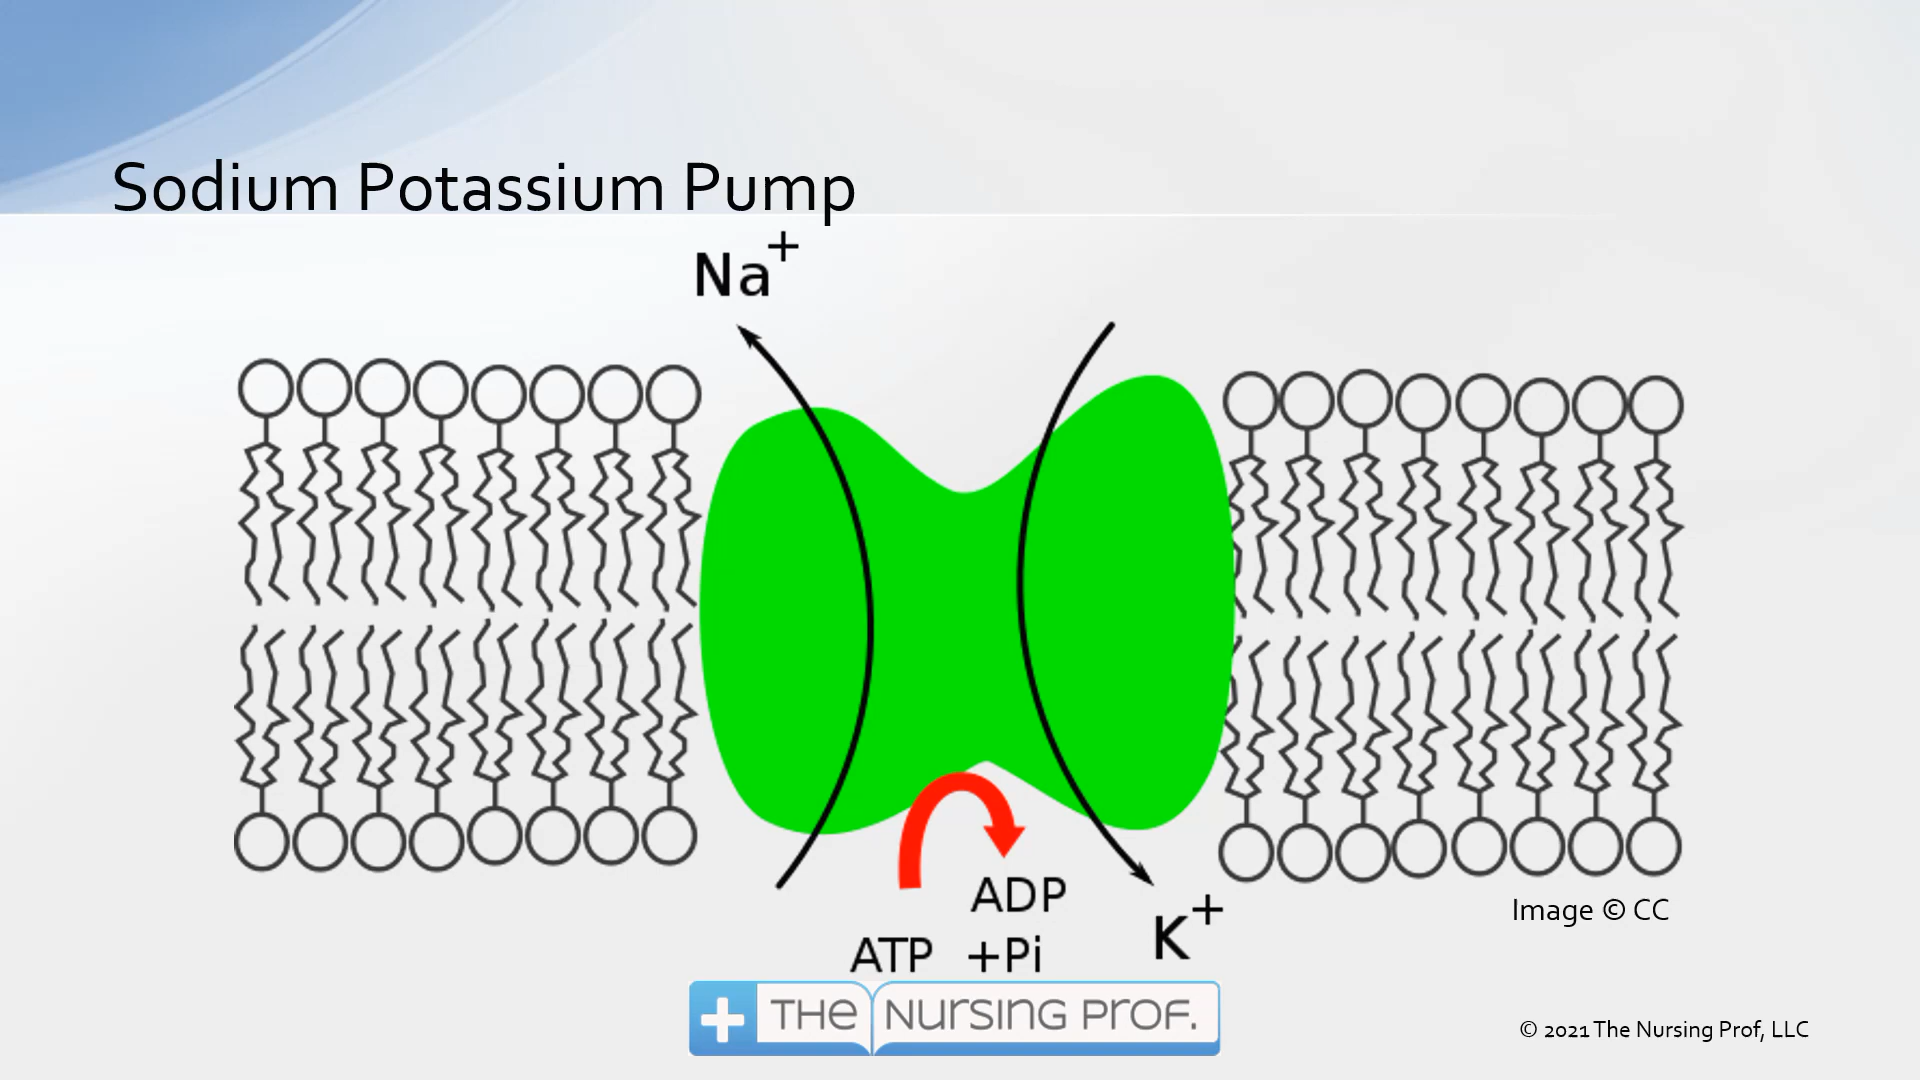 Sodium Potassium Pump
Na+
ADP
ATP +Pi
K+
Image © CC
THE NURSING PROF.
© 2021 The Nursing Prof, LLC